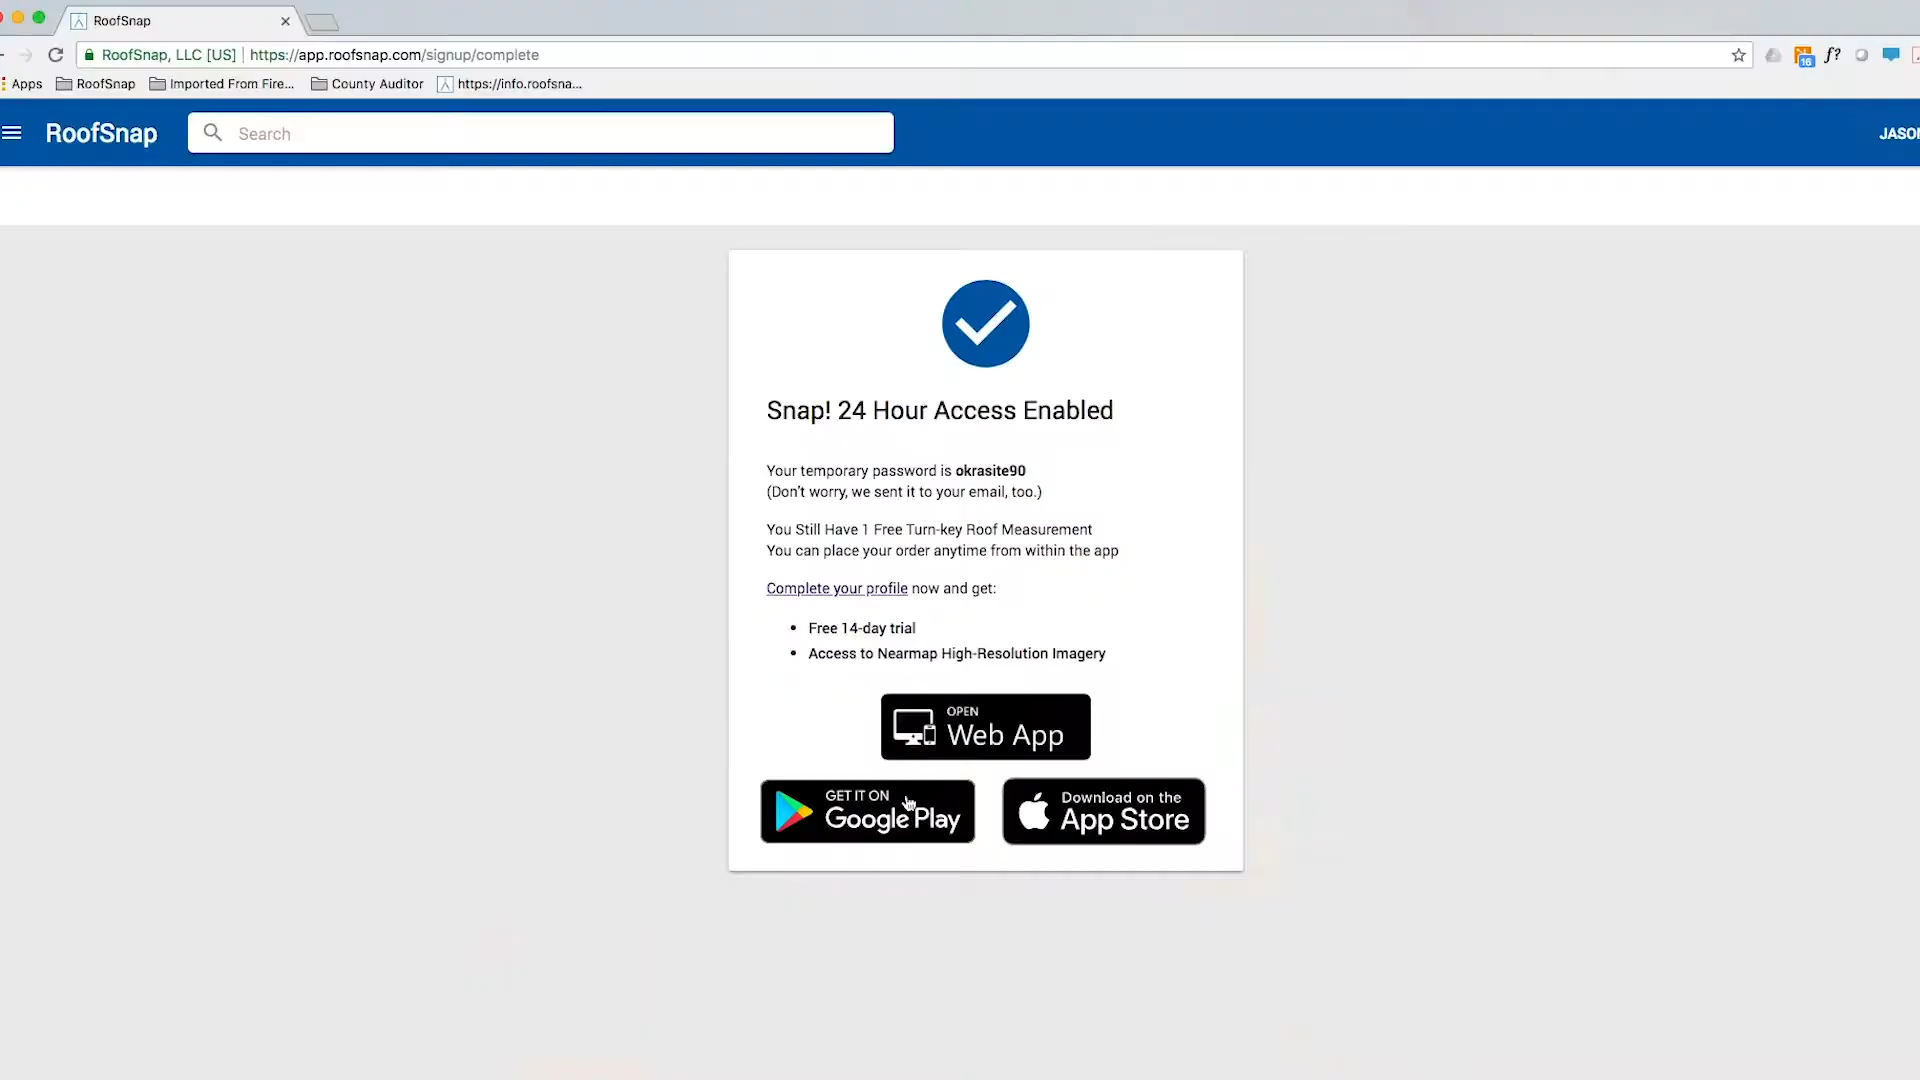 RoofSnap
RoofSnap, LLC [US] | https://app.roofsnap.com/signup/complete
16
f?
Apps RoofSnap Imported From Fire... County Auditor https://info.roofsna...
RoofSnap Search JASON
Snap! 24 Hour Access Enabled
Your temporary password is okrasite90
(Don't worry, we sent it to your email, too.)
You Still Have 1 Free Turn-key Roof Measurement
You can place your order anytime from within the app
Complete your profile now and get:
• Free 14-day trial
• Access to Nearmap High-Resolution Imagery
OPEN
Web App
GET IT ON
Google Play
Download on the
App Store